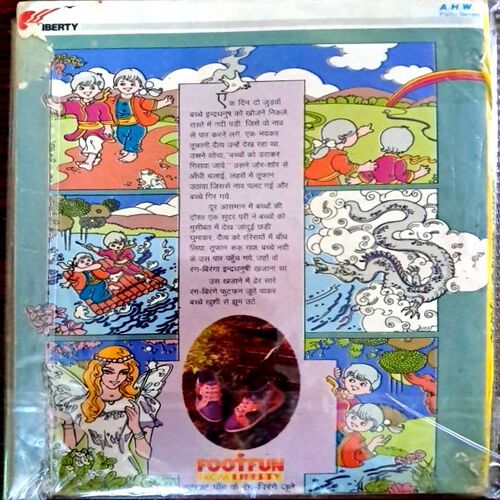 LIBERTY
A.H.W.
एक दिन दो जुड़वाँ
बच्चे इन्द्रधनुष को खोजने निकले,
रास्ते में नदी पड़ी, जिसे वो नाव
से पार करने लगे, एक भयंकर
तूफानी दैत्य उन्हें देख रहा था
उसने सोचा, बच्चों को डराकर
गिराया जाये, उसने जोर-शोर से
आँधी चलाई, लहरों में तूफान
उठाया जिससे नाव पलट गई और
बच्चे गिर गये,
दूर आसमान में बच्चों की
दोस्त एक सुन्दर परी ने बच्चों को
मुसीबत में देख जादुई छड़ी
घुमाकर, दैत्य को रस्सियों में बाँध
लिया, तूफान रुक गया, बच्चे नदी
के उस पार पहुँच गये, जहाँ वो
रंग-बिरंगा इन्द्रधनुषी खजाना था
उस खजाने में ढेर सारे
रंग-बिरंगे फुटफन जूते पाकर
बच्चे खुशी से झूम उठे,
FOOTFUN
FROM LIBERTY
पाँव के रंग-बिरंगे जूते